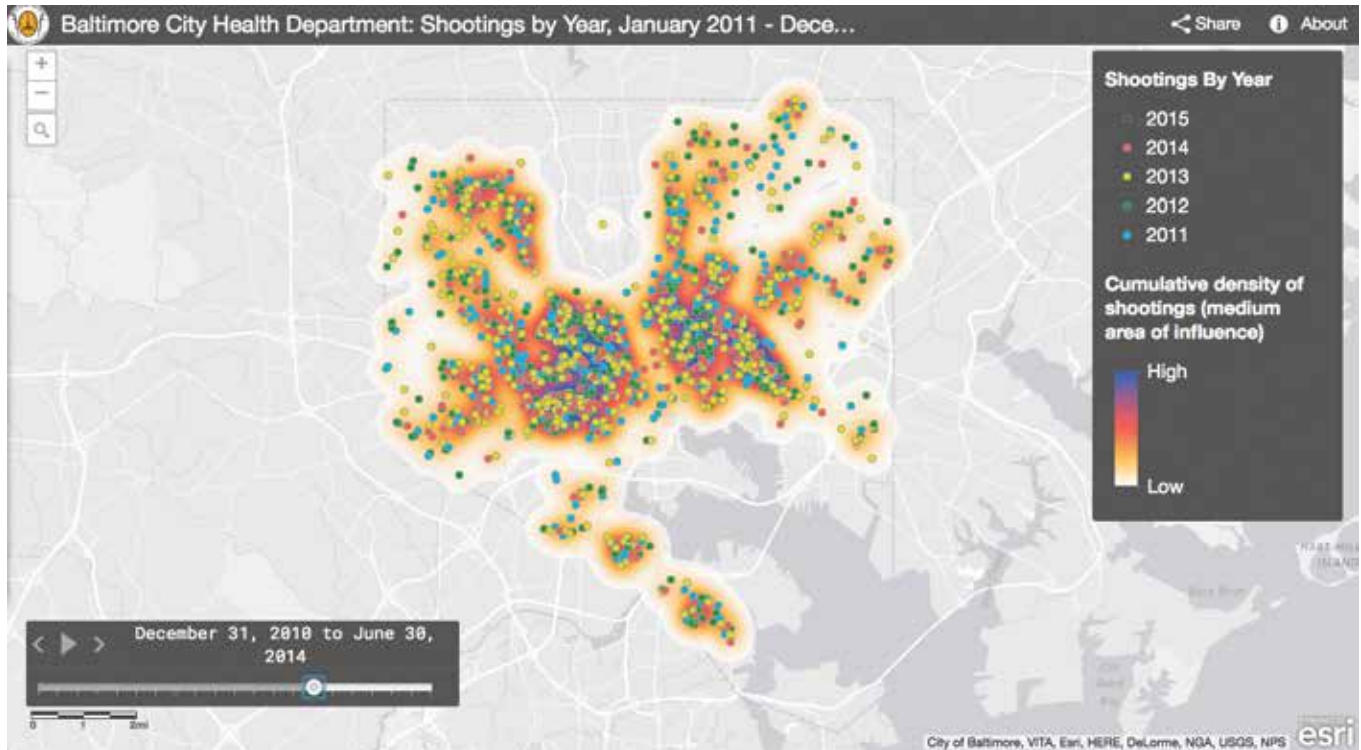 Baltimore City Health Department: Shootings by Year, January 2011 - Dece...
Share
About
+
−
Shootings By Year
2015
2014
2013
2012
2011
Cumulative density of
shootings (medium
area of influence)
High
Low
December 31, 2010 to June 30,
2014
0 1 2mi
City of Baltimore, VITA, Esri, HERE, DeLorme, NGA, USGS, NPS
esri